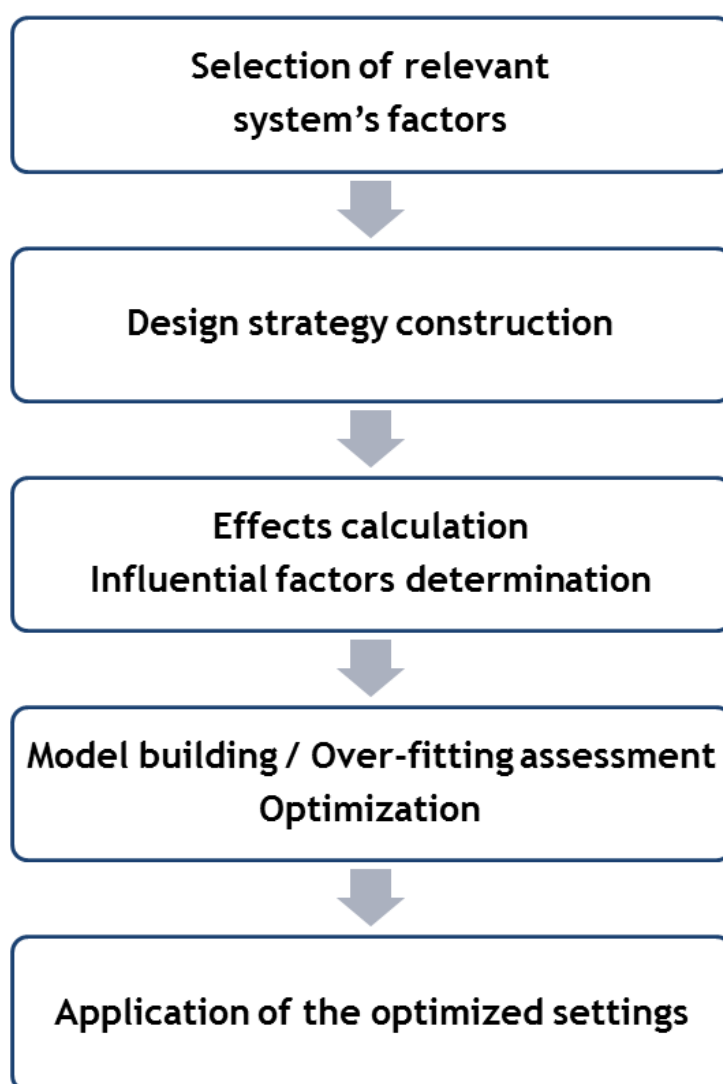 Selection of relevant
system’s factors
Design strategy construction
Effects calculation
Influential factors determination
Model building / Over-fitting assessment
Optimization
Application of the optimized settings